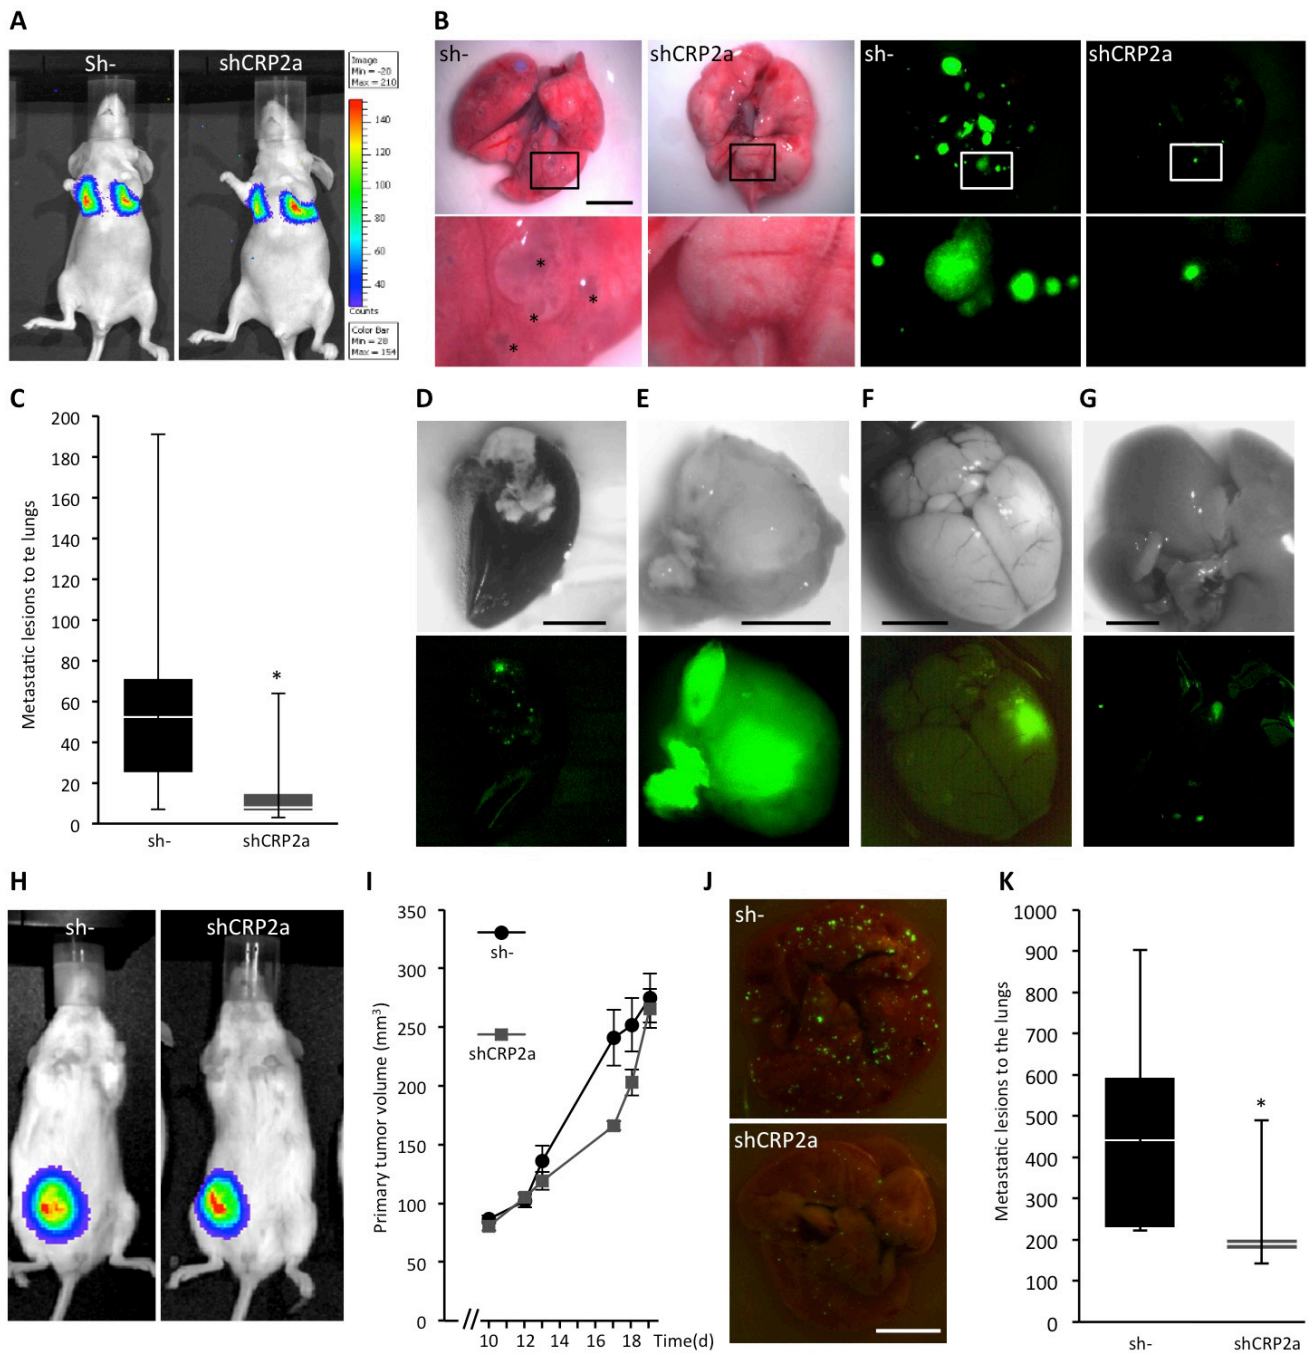 A
Sh-
shCRP2a
Image
Min = -20
Max = 210
140
120
100
80
60
40
Counts
Color Bar
Min = 28
Max = 154
B
sh-
shCRP2a
sh-
shCRP2a
*
*
*
*
C
Metastatic lesions to te lungs
200
180
160
140
120
100
80
60
40
20
0
*
sh-
shCRP2a
D
E
F
G
H
sh-
shCRP2a
I
Primary tumor volume (mm³)
350
300
250
200
150
100
50
0
sh-
shCRP2a
10 12 14 16 18 Time(d)
J
sh-
shCRP2a
K
Metastatic lesions to the lungs
1000
900
800
700
600
500
400
300
200
100
0
*
sh-
shCRP2a